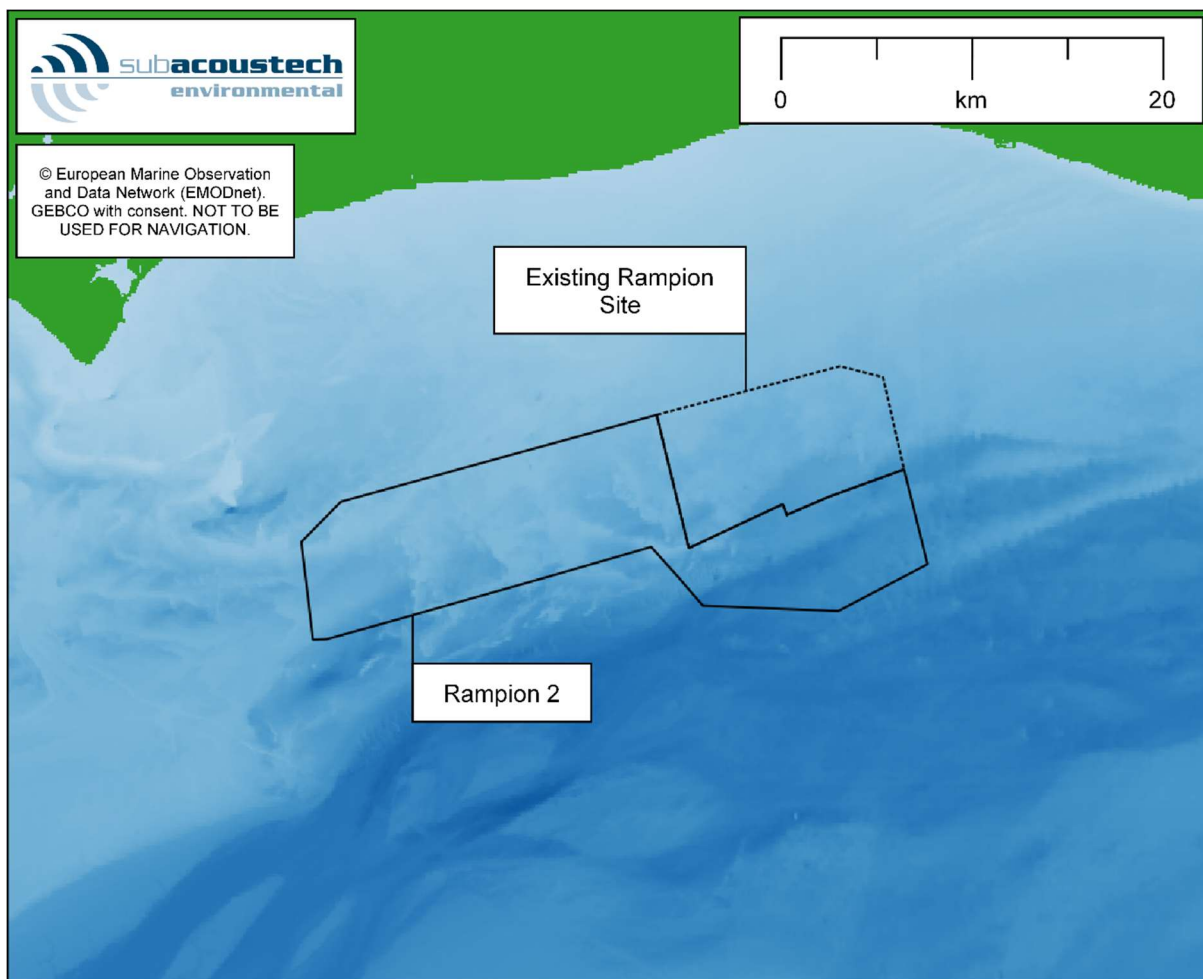 subacoustech
environmental
© European Marine Observation
and Data Network (EMODnet).
GEBCO with consent. NOT TO BE
USED FOR NAVIGATION.
0 km 20
Existing Rampion
Site
Rampion 2